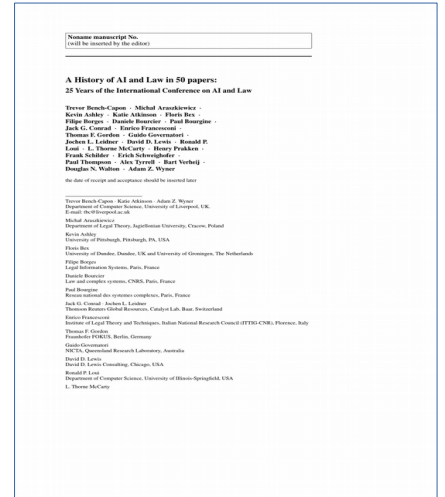 Noname manuscript No.
(will be inserted by the editor)
A History of AI and Law in 50 papers:
25 Years of the International Conference on AI and Law
Trevor Bench-Capon · Michał Araszkiewicz ·
Kevin Ashley · Katie Atkinson · Floris Bex ·
Filipe Borges · Daniele Bourcier · Paul Bourgine ·
Jack G. Conrad · Enrico Francesconi ·
Thomas F. Gordon · Guido Governatori ·
Jochen L. Leidner · David D. Lewis · Ronald P.
Loui · L. Thorne McCarty · Henry Prakken ·
Frank Schilder · Erich Schweighofer ·
Paul Thompson · Alex Tyrrell · Bart Verheij ·
Douglas N. Walton · Adam Z. Wyner
the date of receipt and acceptance should be inserted later
Trevor Bench-Capon · Katie Atkinson · Adam Z. Wyner
Department of Computer Science, University of Liverpool, UK.
E-mail: tbc@liverpool.ac.uk
Michał Araszkiewicz
Department of Legal Theory, Jagiellonian University, Cracow, Poland
Kevin Ashley
University of Pittsburgh, Pittsburgh, PA, USA
Floris Bex
University of Dundee, Dundee, UK and University of Groningen, The Netherlands
Filipe Borges
Legal Information Systems, Paris, France
Daniele Bourcier
Law and complex systems, CNRS, Paris, France
Paul Bourgine
Reseau national des systemes complexes, Paris, France
Jack G. Conrad · Jochen L. Leidner
Thomson Reuters Global Resources, Catalyst Lab, Baar, Switzerland
Enrico Francesconi
Institute of Legal Theory and Techniques, Italian National Research Council (ITTIG-CNR), Florence, Italy
Thomas F. Gordon
Fraunhofer FOKUS, Berlin, Germany
Guido Governatori
NICTA, Queensland Research Laboratory, Australia
David D. Lewis
David D. Lewis Consulting, Chicago, USA
Ronald P. Loui
Department of Computer Science, University of Illinois-Springfield, USA
L. Thorne McCarty